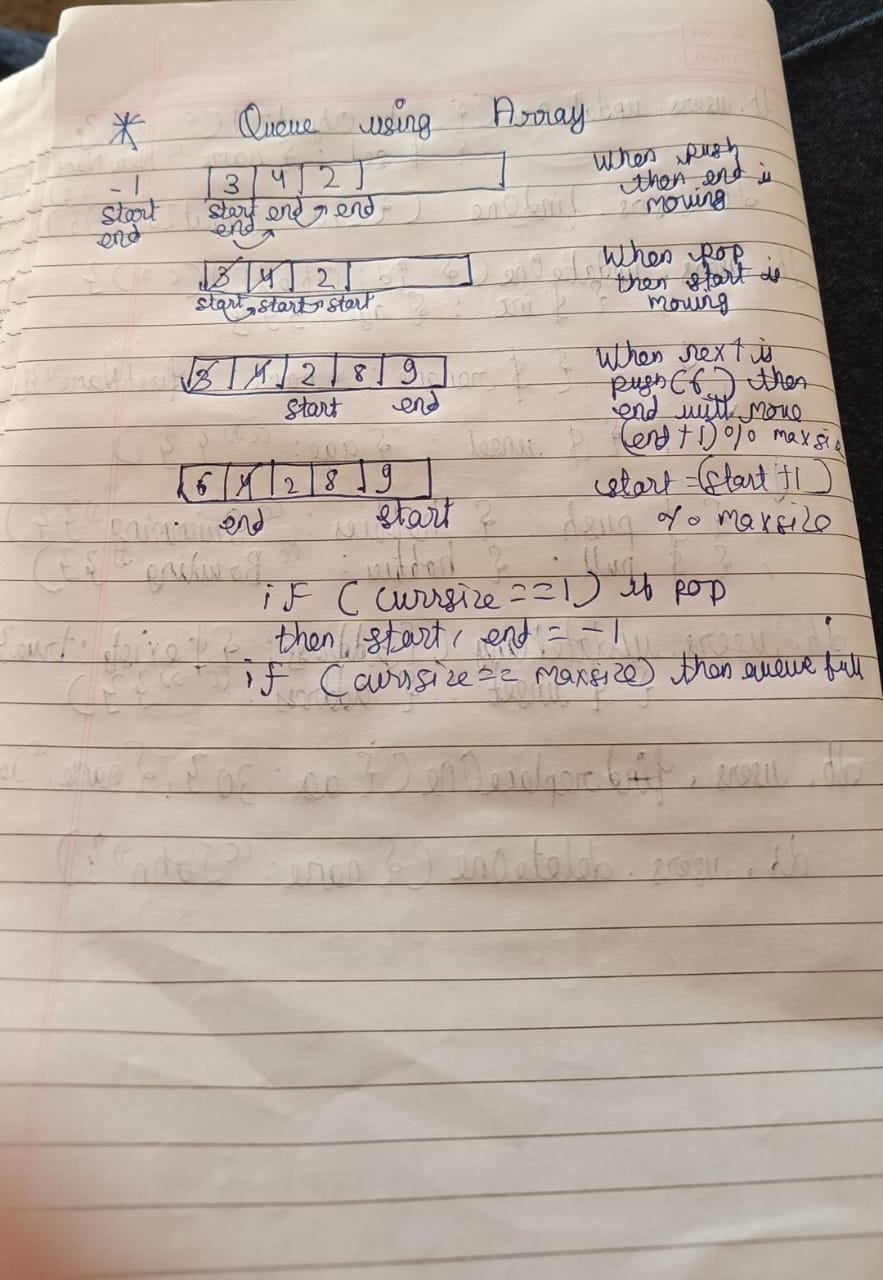 * Queue using Array
-1 3 4 2
start start end end
end end
When push
then end is
moving
3 4 2
start start start
When pop
then start is
moving
3 4 2 8 9
start end
When next is
push(6) then
end will move
(end+1)% maxsize
6 4 2 8 9
end start
start=(start+1)
% maxsize
if (currsize==1) is pop
then start, end = -1
if (currsize== maxsize) then queue full